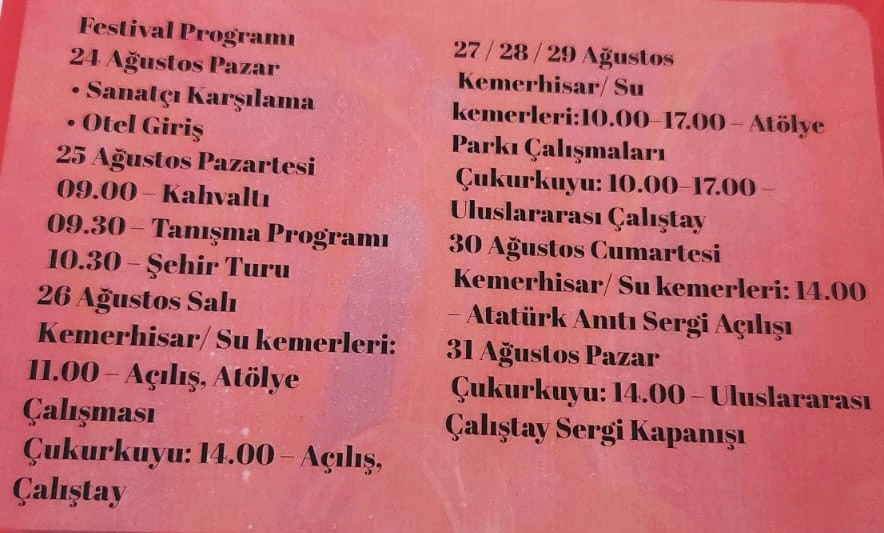 Festival Programı
24 Ağustos Pazar
• Sanatçı Karşılama
• Otel Giriş
25 Ağustos Pazartesi
09.00 – Kahvaltı
09.30 – Tanışma Programı
10.30 – Şehir Turu
26 Ağustos Salı
Kemerhisar/ Su kemerleri:
11.00 – Açılış, Atölye
Çalışması
Çukurkuyu: 14.00 – Açılış,
Çalıştay
27 / 28 / 29 Ağustos
Kemerhisar/ Su
kemerleri:10.00–17.00 – Atölye
Parkı Çalışmaları
Çukurkuyu: 10.00–17.00 –
Uluslararası Çalıştay
30 Ağustos Cumartesi
Kemerhisar/ Su kemerleri: 14.00
– Atatürk Anıtı Sergi Açılışı
31 Ağustos Pazar
Çukurkuyu: 14.00 – Uluslararası
Çalıştay Sergi Kapanışı